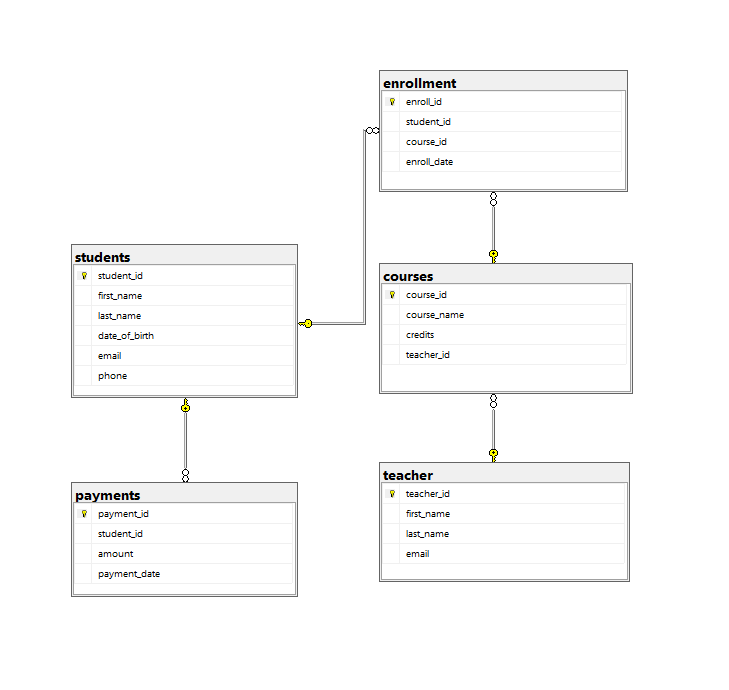 enrollment
enroll_id
student_id
course_id
enroll_date
students
student_id
first_name
last_name
date_of_birth
email
phone
courses
course_id
course_name
credits
teacher_id
payments
payment_id
student_id
amount
payment_date
teacher
teacher_id
first_name
last_name
email